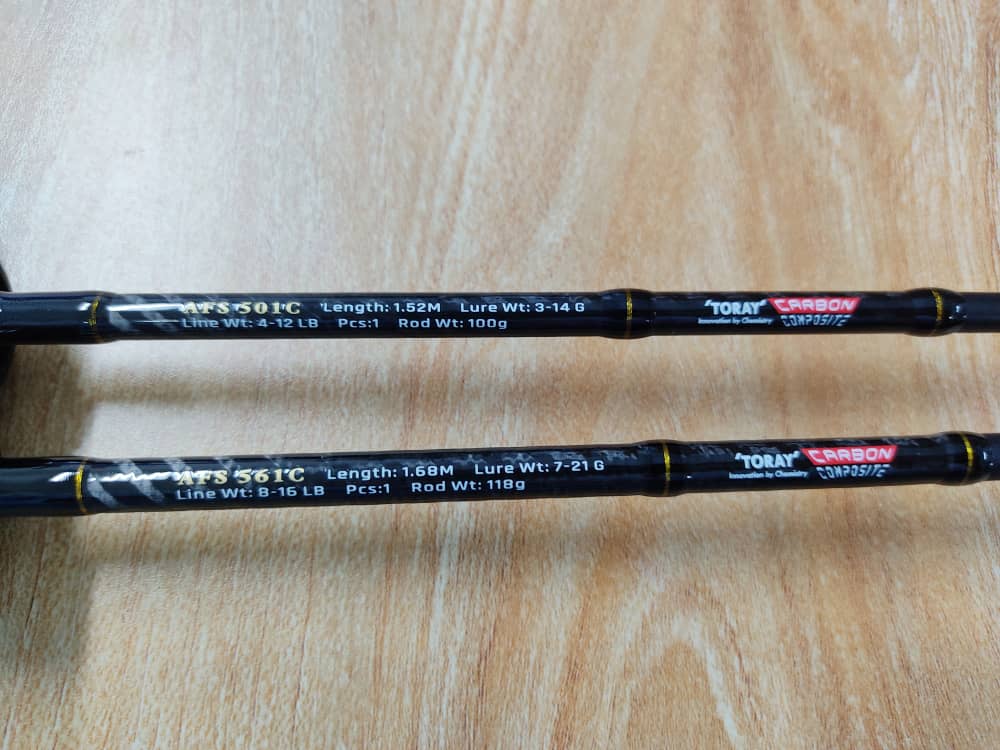 AFS 501C Length: 1.52M Lure Wt: 3-14 G
Line Wt: 4-12 LB Pcs:1 Rod Wt: 100g
'TORAY' CARBON
Innovation by Chemistry COMPOSITE
AFS 561C Length: 1.68M Lure Wt: 7-21 G
Line Wt: 8-16 LB Pcs:1 Rod Wt: 118g
'TORAY' CARBON
Innovation by Chemistry COMPOSITE